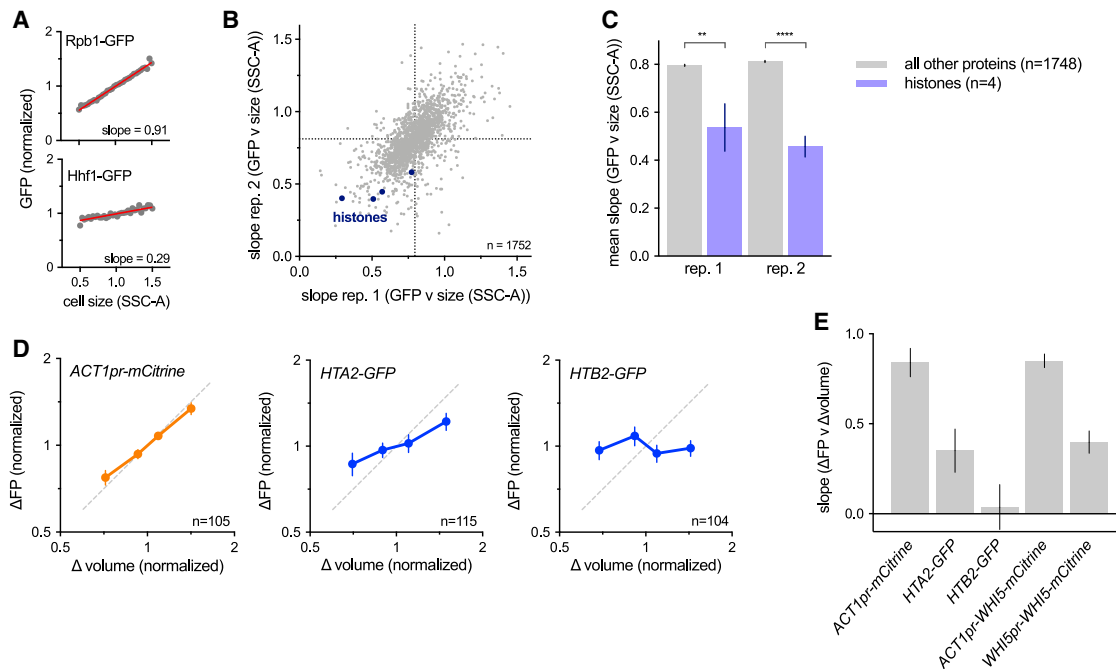 A
Rpb1-GFP
2
1
0
slope = 0.91
Hhf1-GFP
2
1
0
slope = 0.29
0.5 1.0 1.5
cell size (SSC-A)
GFP (normalized)
B
slope rep. 2 (GFP v size (SSC-A))
1.5
1.0
0.5
0.0
histones
n = 1752
0.0 0.5 1.0 1.5
slope rep. 1 (GFP v size (SSC-A))
C
mean slope (GFP v size (SSC-A))
0.8
0.4
0.0
**
****
rep. 1 rep. 2
all other proteins (n=1748)
histones (n=4)
D
ACT1pr-mCitrine
ΔFP (normalized)
2
1
0.5
n=105
0.5 1 2
Δ volume (normalized)
HTA2-GFP
ΔFP (normalized)
2
1
0.5
n=115
0.5 1 2
Δ volume (normalized)
HTB2-GFP
ΔFP (normalized)
2
1
0.5
n=104
0.5 1 2
Δ volume (normalized)
E
slope (ΔFP v Δvolume)
1.0
0.5
0.0
ACT1pr-mCitrine
HTA2-GFP
HTB2-GFP
ACT1pr-WHI5-mCitrine
WHI5pr-WHI5-mCitrine